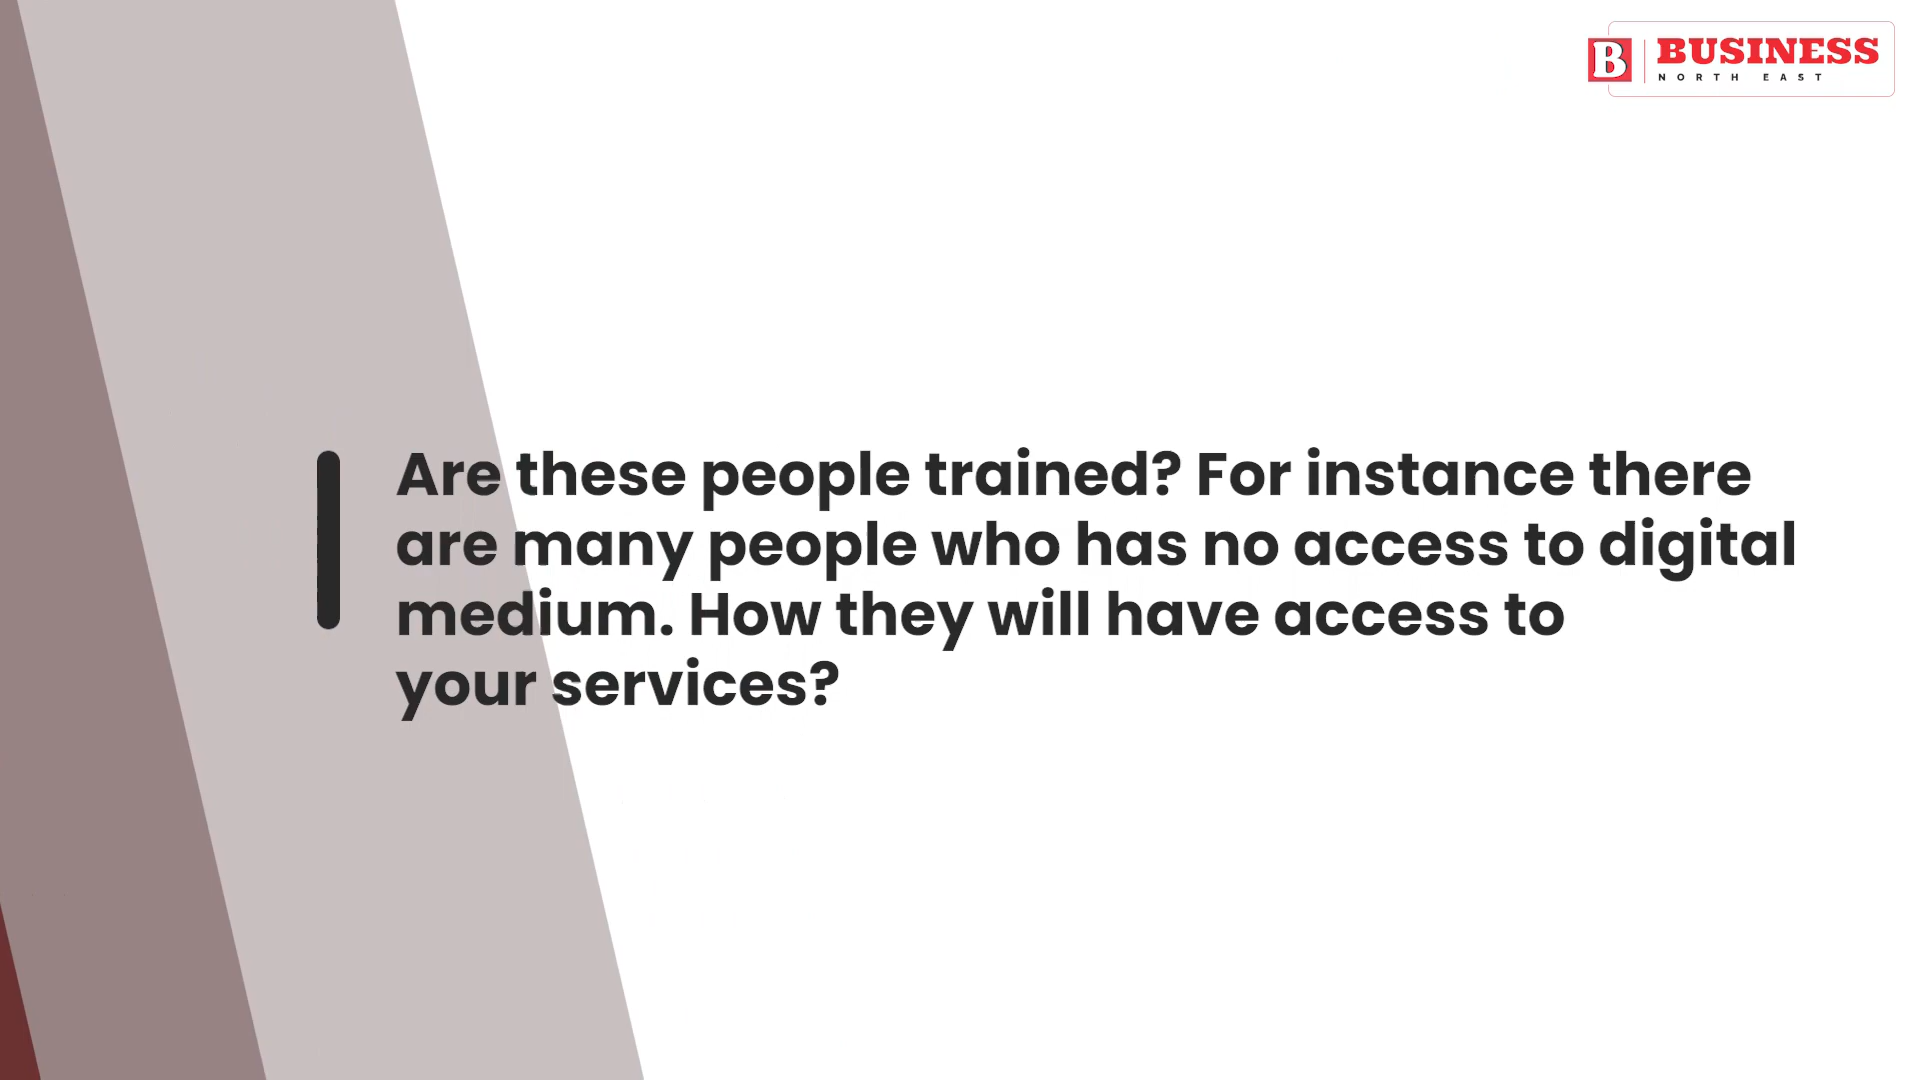 B BUSINESS
NORTH EAST
Are these people trained? For instance there
are many people who has no access to digital
medium. How they will have access to
your services?